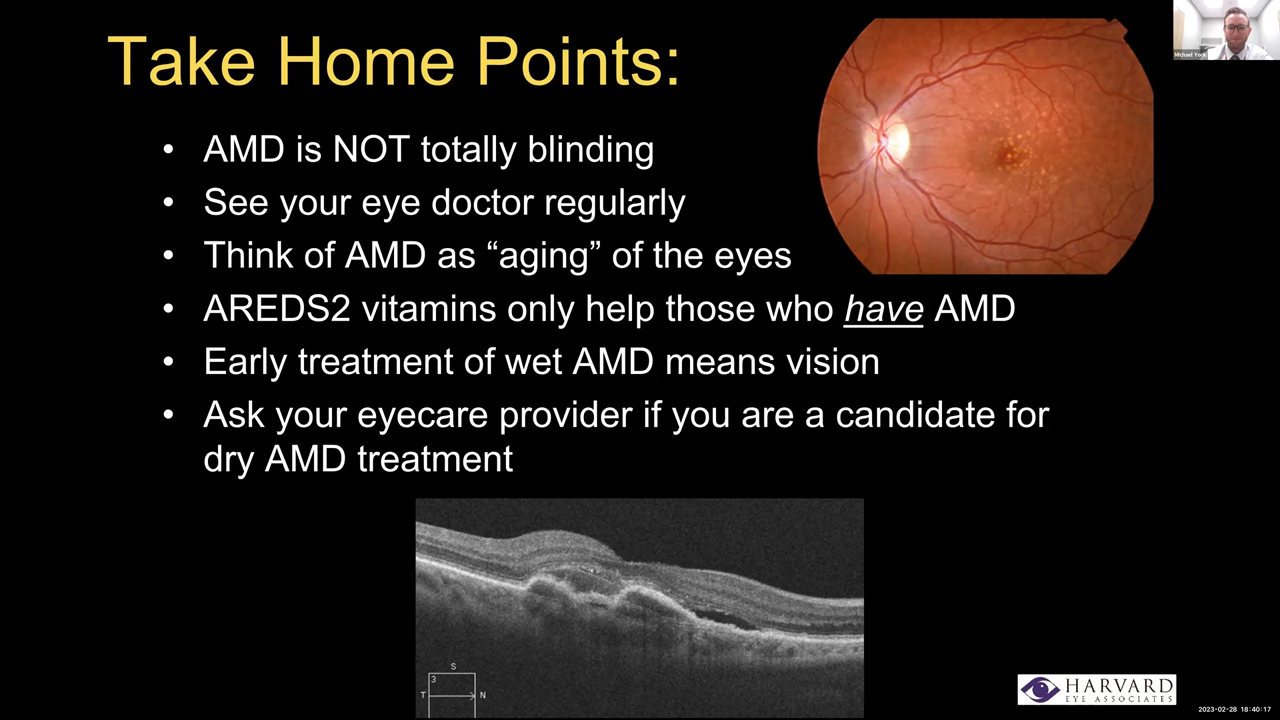 Take Home Points:
Michael York
• AMD is NOT totally blinding
• See your eye doctor regularly
• Think of AMD as “aging” of the eyes
• AREDS2 vitamins only help those who have AMD
• Early treatment of wet AMD means vision
• Ask your eyecare provider if you are a candidate for
dry AMD treatment
S
3
T N
HARVARD
EYE ASSOCIATES
2023-02-28 18:40:17